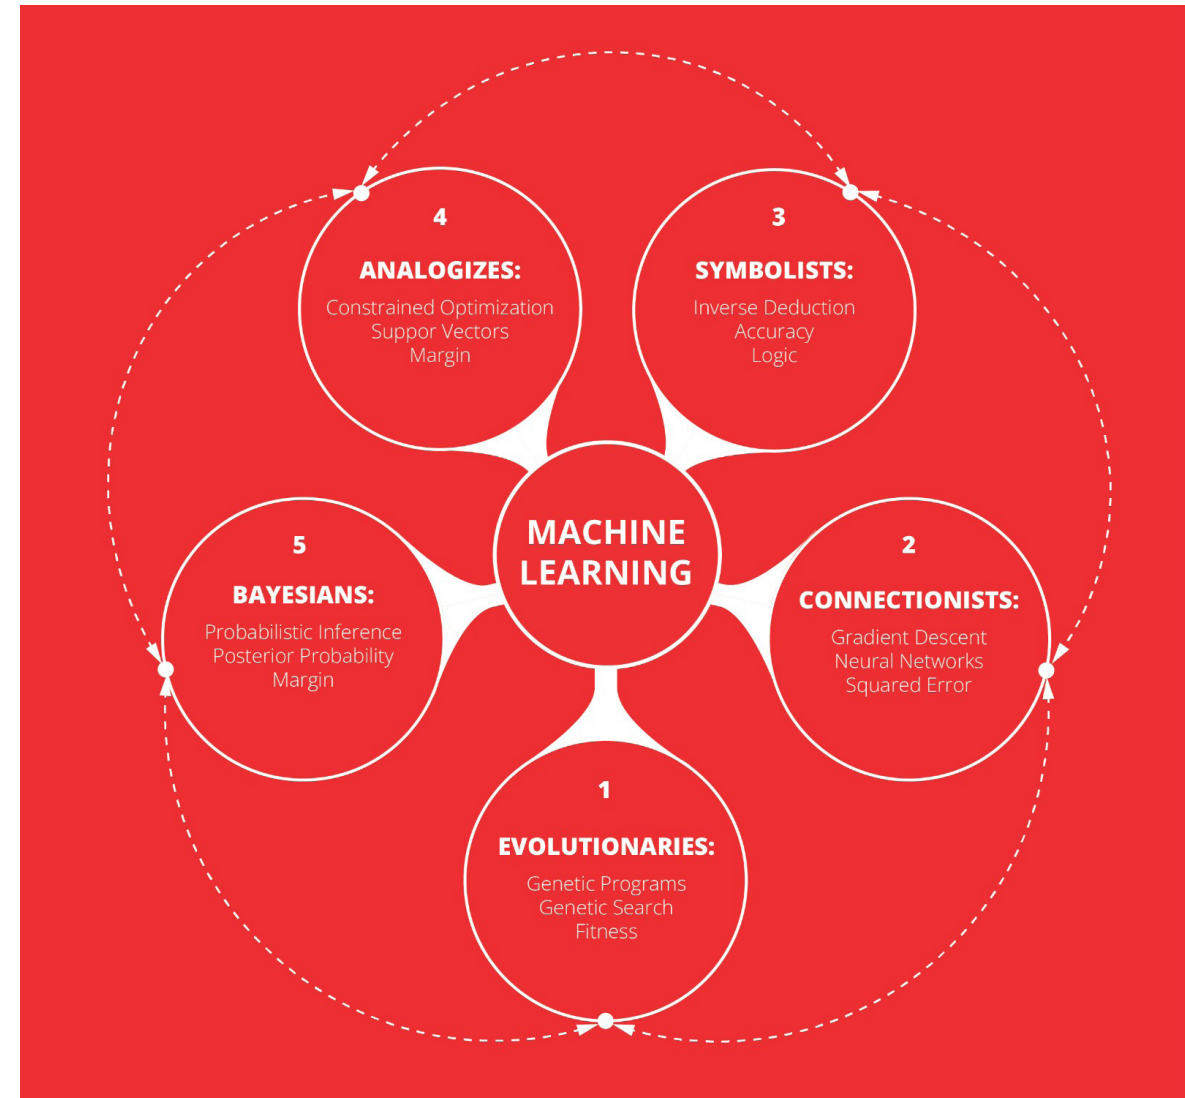 4
ANALOGIZES:
Constrained Optimization
Suppor Vectors
Margin
3
SYMBOLISTS:
Inverse Deduction
Accuracy
Logic
MACHINE
LEARNING
5
BAYESIANS:
Probabilistic Inference
Posterior Probability
Margin
2
CONNECTIONISTS:
Gradient Descent
Neural Networks
Squared Error
1
EVOLUTIONARIES:
Genetic Programs
Genetic Search
Fitness